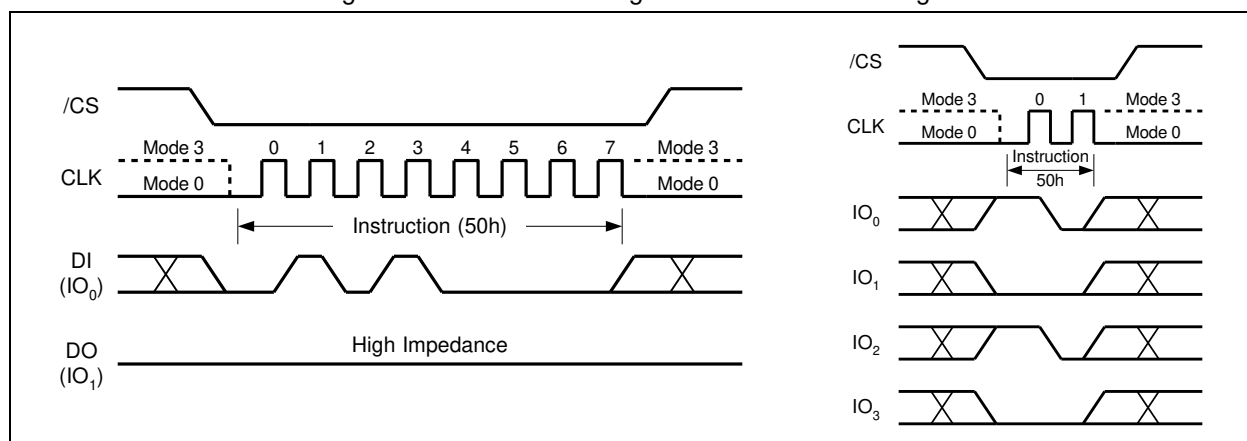 /CS
Mode 3 0 1 2 3 4 5 6 7 Mode 3
CLK
Mode 0 Mode 0
Instruction (50h)
DI
(IO0)
High Impedance
DO
(IO1)
/CS
Mode 3 0 1 Mode 3
CLK
Mode 0 Mode 0
Instruction
50h
IO0
IO1
IO2
IO3